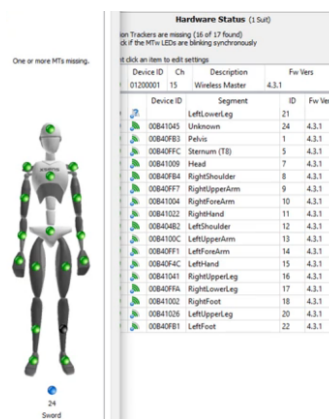 Hardware Status (1 Suit)
on Trackers are missing (16 of 17 found)
ck if the MTw LEDs are blinking synchronously
One or more MTs missing.
click an item to edit settings
Device ID Ch Description Fw Vers
01200001 15 Wireless Master 4.3.1
Device ID Segment ID Fw Ve
LeftLowerLeg 21
00B41045 Unknown 24 4.3.1
00B40FB3 Pelvis 1 4.3.1
00B40FFC Sternum (TE) 5 4.3.1
00B41009 Head 7 4.3.1
00B40FB4 RightShoulder 8 4.3.1
00B40FF7 RightUpperArm 9 4.3.1
00B41004 RightForeArm 10 4.3.1
00B41022 RightHand 11 4.3.1
00B404B2 LeftShoulder 12 4.3.1
00B4100C LeftUpperArm 13 4.3.1
00B40FF1 LeftForeArm 14 4.3.1
00B40F4C LeftHand 15 4.3.1
00B41041 RightUpperLeg 16 4.3.1
00B40FFA RightLowerLeg 17 4.3.1
00B41002 RightFoot 18 4.3.1
00B41026 LeftUpperLeg 20 4.3.1
00B40FB1 LeftFoot 22 4.3.1
24
Sword